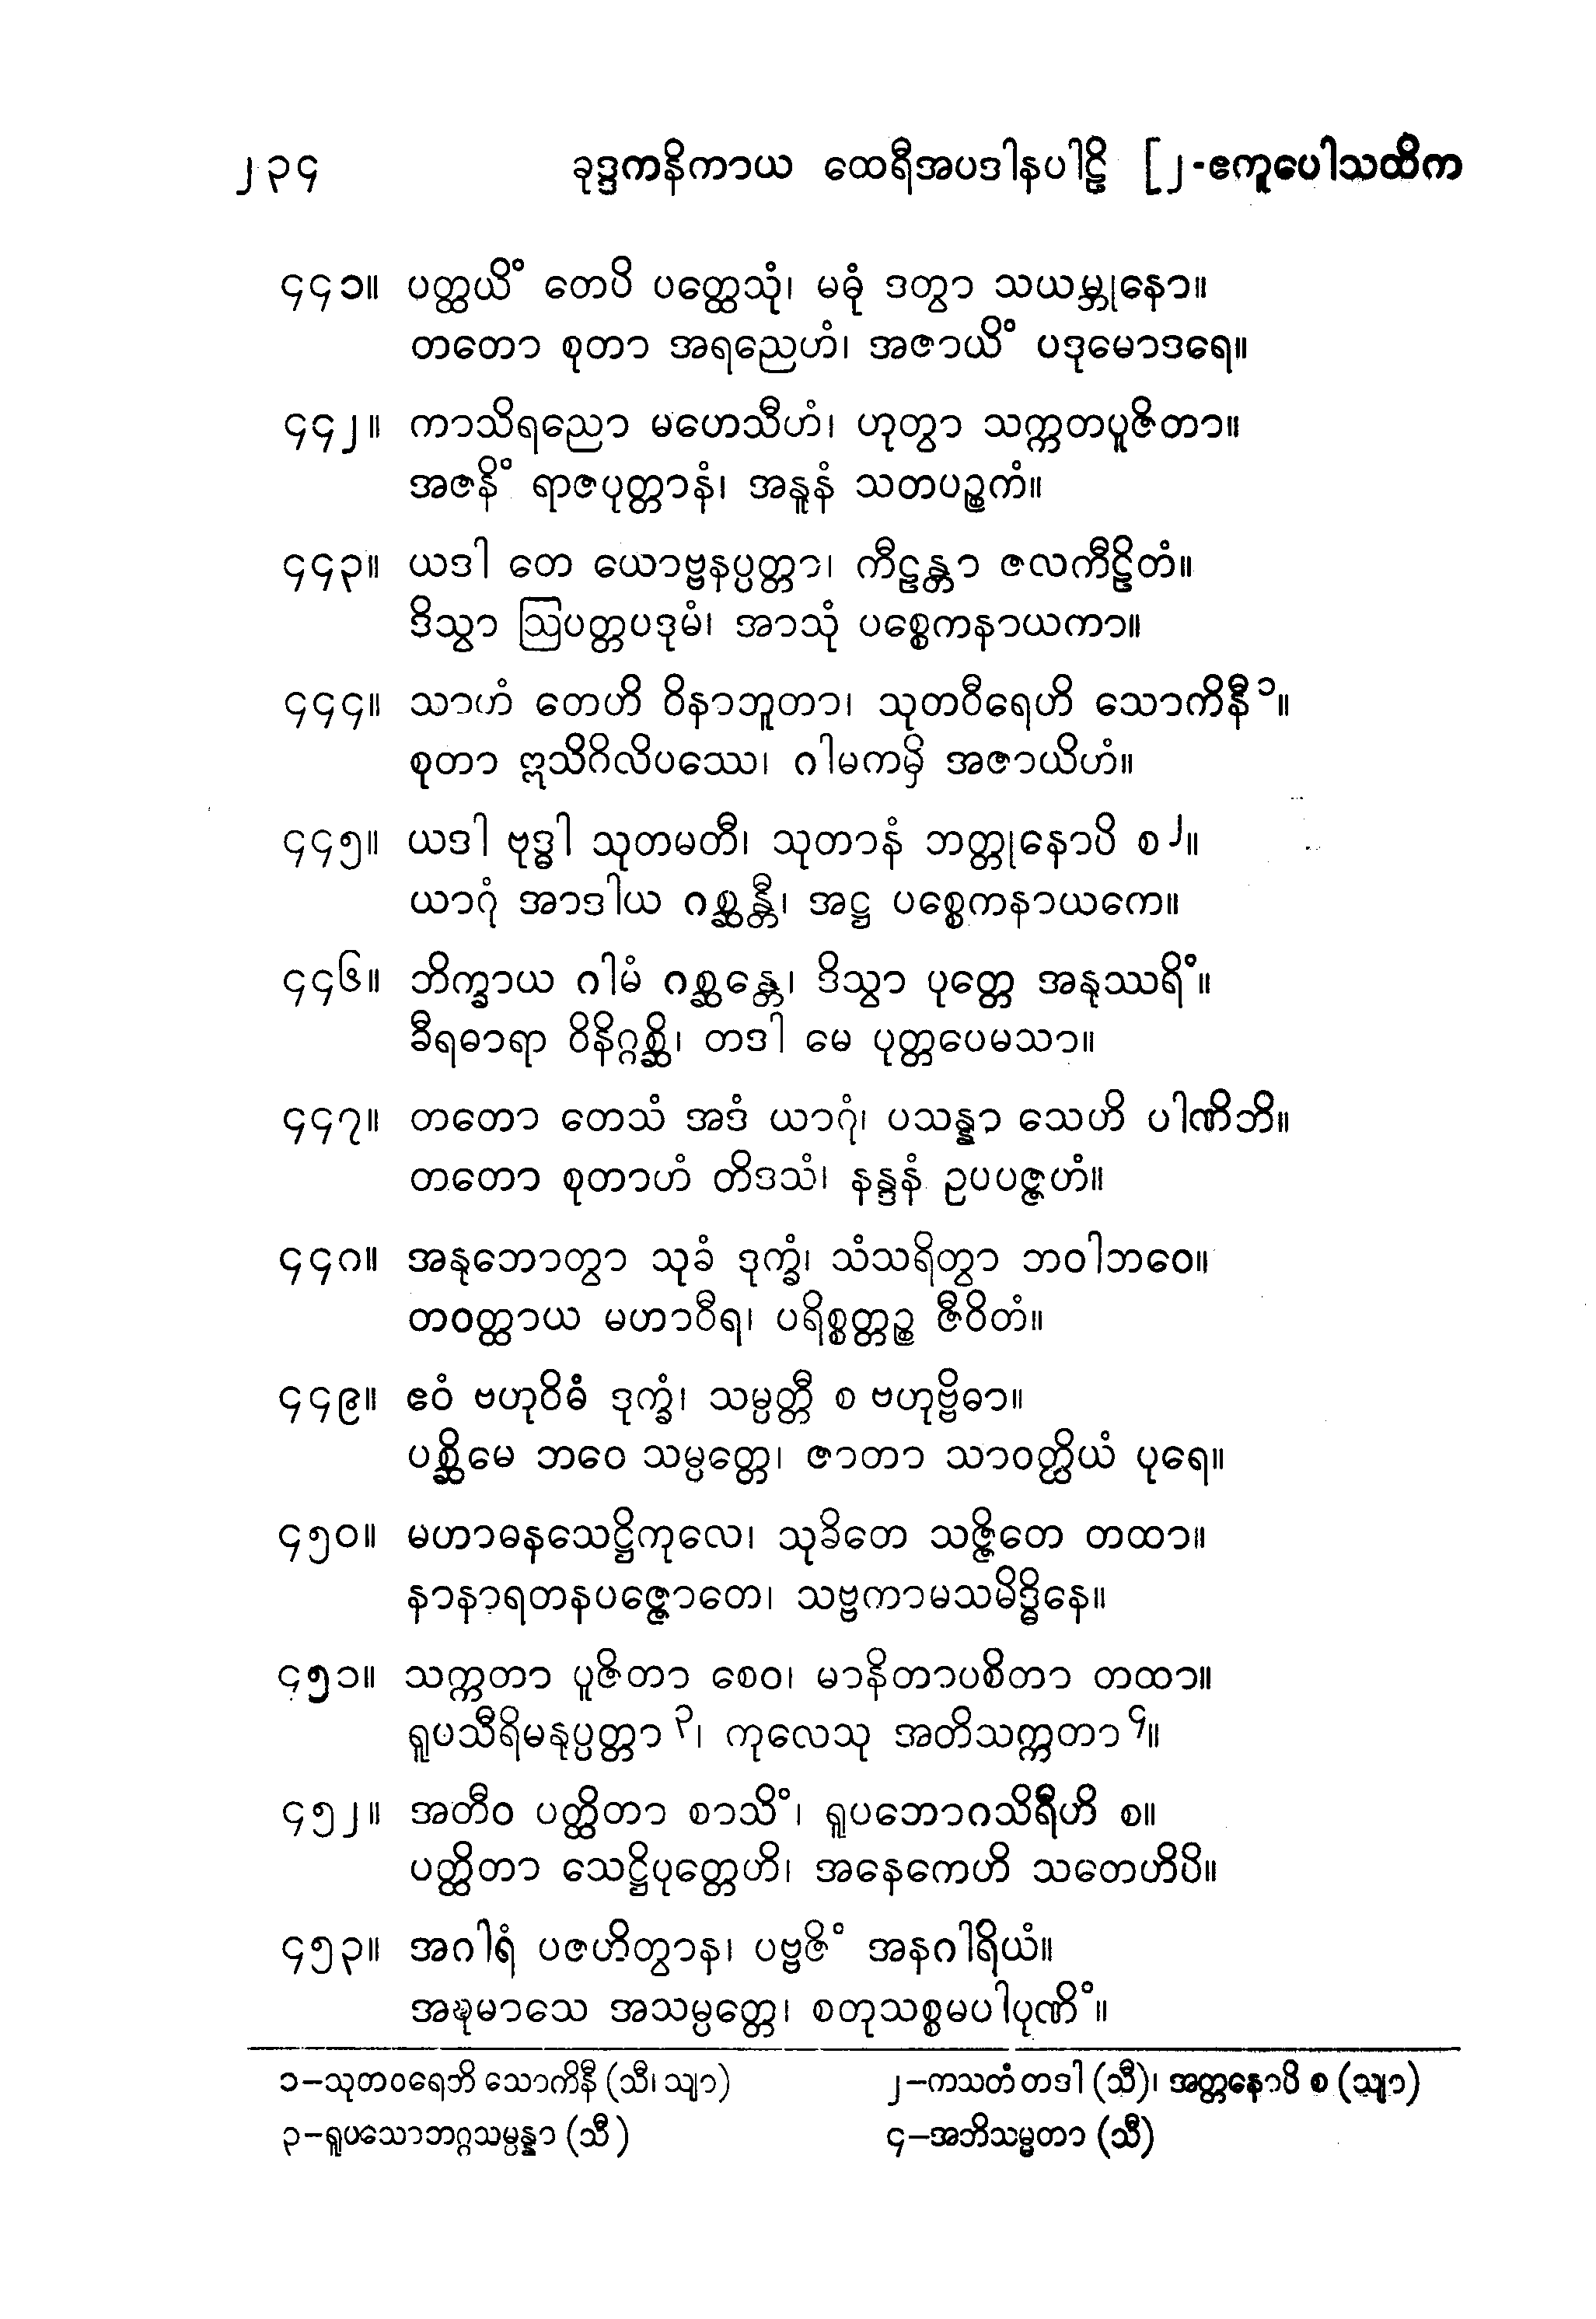 ၂၃၄ ခုဒ္ဒကနိကာယ ထေရီအပဒါနပါဠိ [၂-ဧကူပေါသထိက
၄၄၁။ ပတ္ထယိံ တေပိ ပတ္ထေသုံ၊ မဓုံ ဒတွာ သယမ္ဘုနော။
တတော စုတာ အရညေဟံ၊ အဇာယိံ ပဒုမောဒရေ။
၄၄၂။ ကာသိရညော မဟေသီဟံ၊ ဟုတွာ သက္ကတပူဇိတာ။
အဇနိံ ရာဇပုတ္တာနံ၊ အနူနံ သတပဉ္စကံ။
၄၄၃။ ယဒါ တေ ယောဗ္ဗနပ္ပတ္တာ၊ ကီဠန္တာ ဇလကီဠိတံ။
ဒိသွာ ဩပတ္တပဒုမံ၊ အာသုံ ပစ္စေကနာယကာ။
၄၄၄။ သာဟံ တေဟိ ဝိနာဘူတာ၊ သုတဝီရေဟိ သောကိနီ ၁။
စုတာ ဣသိဂိလိပဿေ၊ ဂါမကမှိ အဇာယိဟံ။
၄၄၅။ ယဒါ ဗုဒ္ဓါ သုတမတီ၊ သုတာနံ ဘတ္တုနောပိ စ ၂။
ယာဂုံ အာဒါယ ဂစ္ဆန္တီ၊ အဋ္ဌ ပစ္စေကနာယကေ။
၄၄၆။ ဘိက္ခာယ ဂါမံ ဂစ္ဆန္တေ၊ ဒိသွာ ပုတ္တေ အနုဿရိံ။
ခီရဓာရာ ဝိနိဂ္ဂစ္ဆိ၊ တဒါ မေ ပုတ္တပေမသာ။
၄၄၇။ တတော တေသံ အဒံ ယာဂုံ၊ ပသန္နာ သေဟိ ပါဏိဘိ။
တတော စုတာဟံ တိဒသံ၊ နန္ဒနံ ဥပပဇ္ဇဟံ။
၄၄၈။ အနုဘောတွာ သုခံ ဒုက္ခံ၊ သံသရိတွာ ဘဝါဘဝေ။
တဝတ္ထာယ မဟာဝီရ၊ ပရိစ္စတ္တဉ္စ ဇီဝိတံ။
၄၄၉။ ဧဝံ ဗဟုဝိဓံ ဒုက္ခံ၊ သမ္ပတ္တီ စ ဗဟုဗ္ဗိဓာ။
ပစ္ဆိမေ ဘဝေ သမ္ပတ္တေ၊ ဇာတာ သာဝတ္ထိယံ ပုရေ။
၄၅၀။ မဟာဓနသေဋ္ဌိကုလေ၊ သုခိတေ သဇ္ဇိတေ တထာ။
နာနာရတနပဇ္ဇောတေ၊ သဗ္ဗကာမသမိဒ္ဓိနေ။
၄၅၁။ သက္ကတာ ပူဇိတာ စေဝ၊ မာနိတာပစိတာ တထာ။
ရူပသီရိမနုပ္ပတ္တာ ၃၊ ကုလေသု အတိသက္ကတာ ၄။
၄၅၂။ အတီဝ ပတ္ထိတာ စာသိံ၊ ရူပဘောဂသိရီဟိ စ။
ပတ္ထိတာ သေဋ္ဌိပုတ္တေဟိ၊ အနေကေဟိ သတေဟိပိ။
၄၅၃။ အဂါရံ ပဇဟိတွာန၊ ပဗ္ဗဇိံ အနဂါရိယံ။
အဍ္ဎမာသေ အသမ္ပတ္တေ၊ စတုသစ္စမပါပုဏိံ။
၁–သုတဝရေဘိ သောကိနီ (သီ၊ သျာ) ၂–ကသတံ တဒါ (သီ)၊ အတ္တနောပိ စ (သျာ)
၃–ရူပသောဘဂ္ဂသမ္ပန္နာ (သီ) ၄–အဘိသမ္မတာ (သီ)